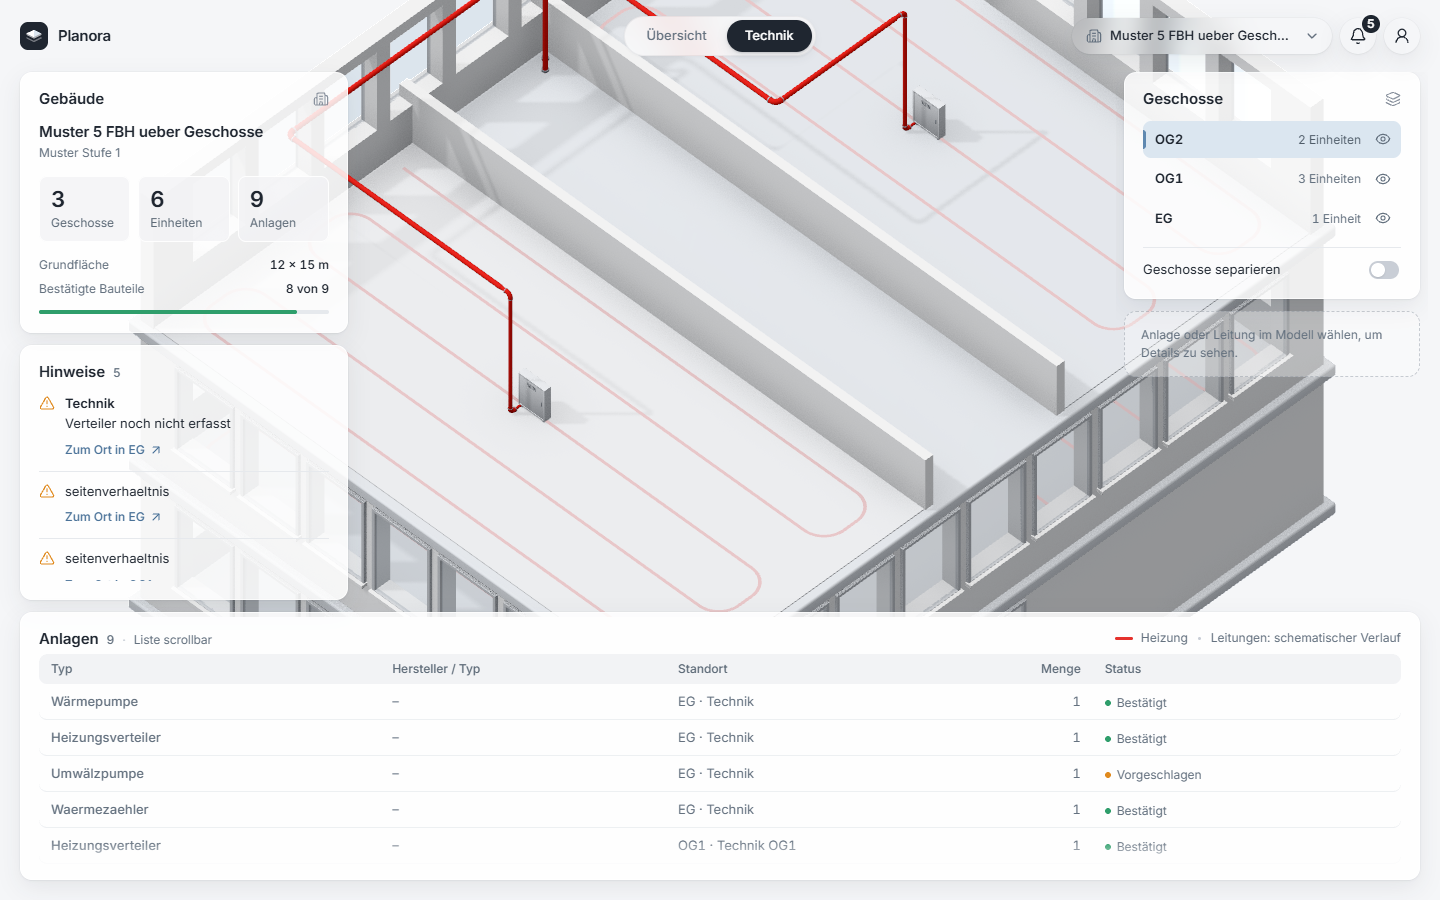 Planora
Übersicht
Technik
Muster 5 FBH ueber Gesch...
5
Gebäude
Muster 5 FBH ueber Geschosse
Muster Stufe 1
3
Geschosse
6
Einheiten
9
Anlagen
Grundfläche 12 × 15 m
Bestätigte Bauteile 8 von 9
Hinweise 5
Technik
Verteiler noch nicht erfasst
Zum Ort in EG
seitenverhaeltnis
Zum Ort in EG
seitenverhaeltnis
Geschosse
OG2 2 Einheiten
OG1 3 Einheiten
EG 1 Einheit
Geschosse separieren
Anlage oder Leitung im Modell wählen, um
Details zu sehen.
Anlagen 9 · Liste scrollbar
Heizung • Leitungen: schematischer Verlauf
Typ Hersteller / Typ Standort Menge Status
Wärmepumpe – EG · Technik 1 Bestätigt
Heizungsverteiler – EG · Technik 1 Bestätigt
Umwälzpumpe – EG · Technik 1 Vorgeschlagen
Waermezaehler – EG · Technik 1 Bestätigt
Heizungsverteiler – OG1 · Technik OG1 1 Bestätigt